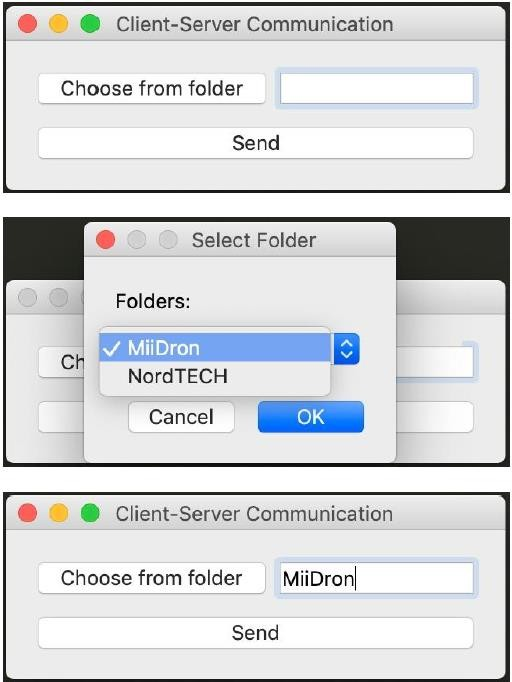 Client-Server Communication
Choose from folder
Send
Select Folder
Folders:
Ch
✓ MiiDron
NordTECH
Cancel OK
Client-Server Communication
Choose from folder MiiDron
Send